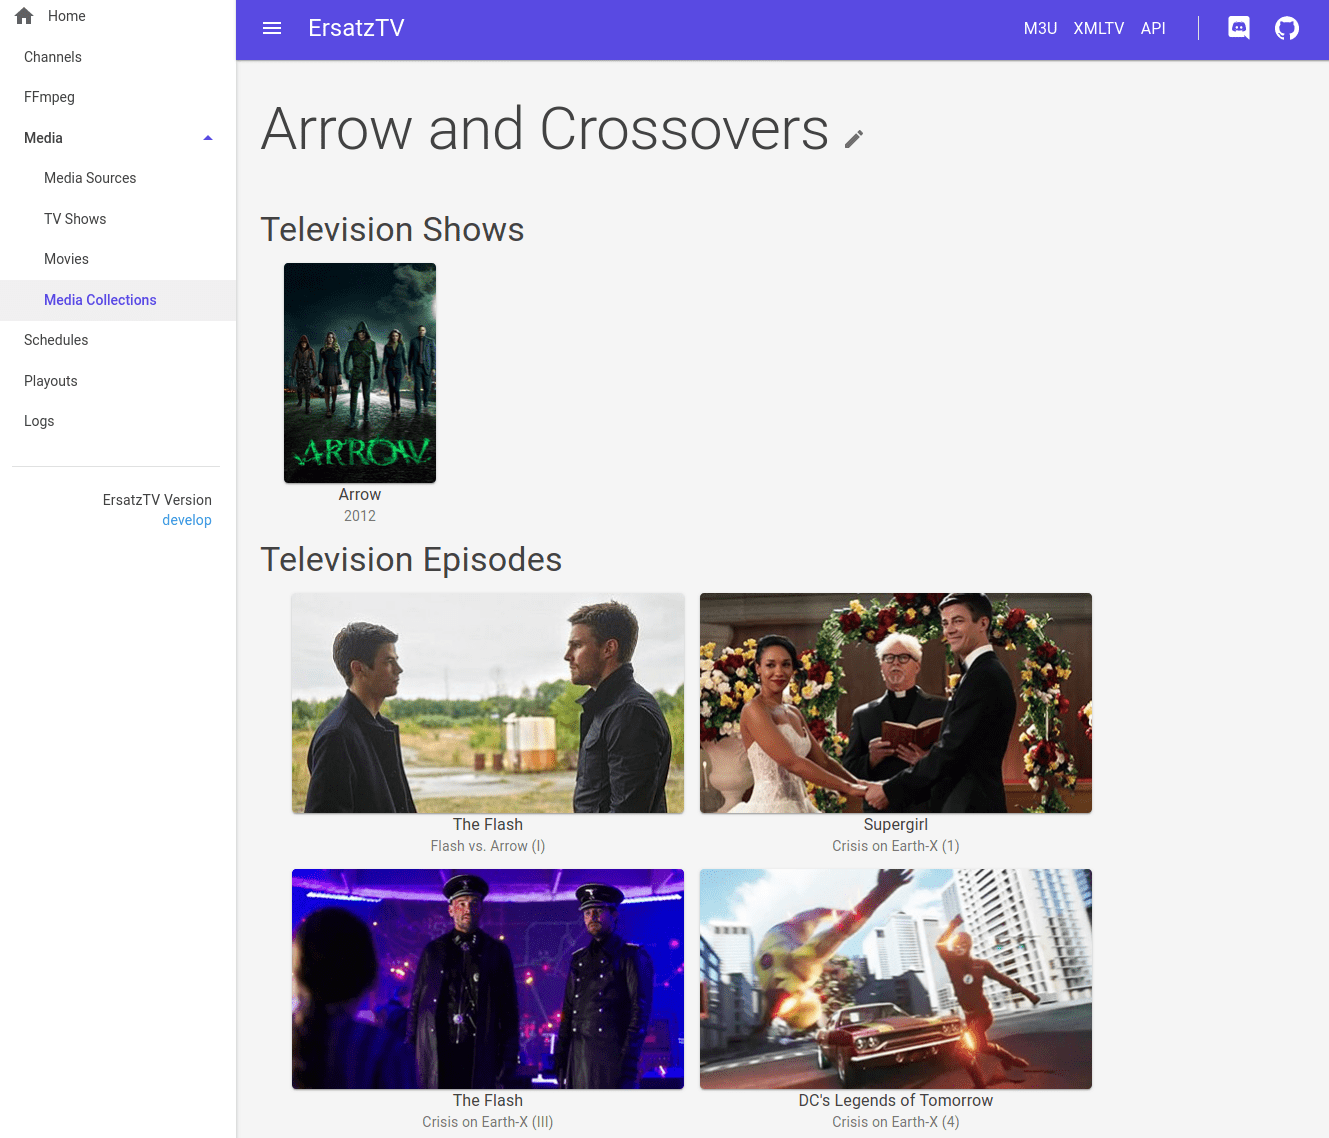 Home
Channels
FFmpeg
Media
Media Sources
TV Shows
Movies
Media Collections
Schedules
Playouts
Logs
ErsatzTV Version
develop
ErsatzTV
M3U XMLTV API
Arrow and Crossovers
Television Shows
ARROW
Arrow
2012
Television Episodes
The Flash
Flash vs. Arrow (I)
Supergirl
Crisis on Earth-X (1)
The Flash
Crisis on Earth-X (III)
DC's Legends of Tomorrow
Crisis on Earth-X (4)